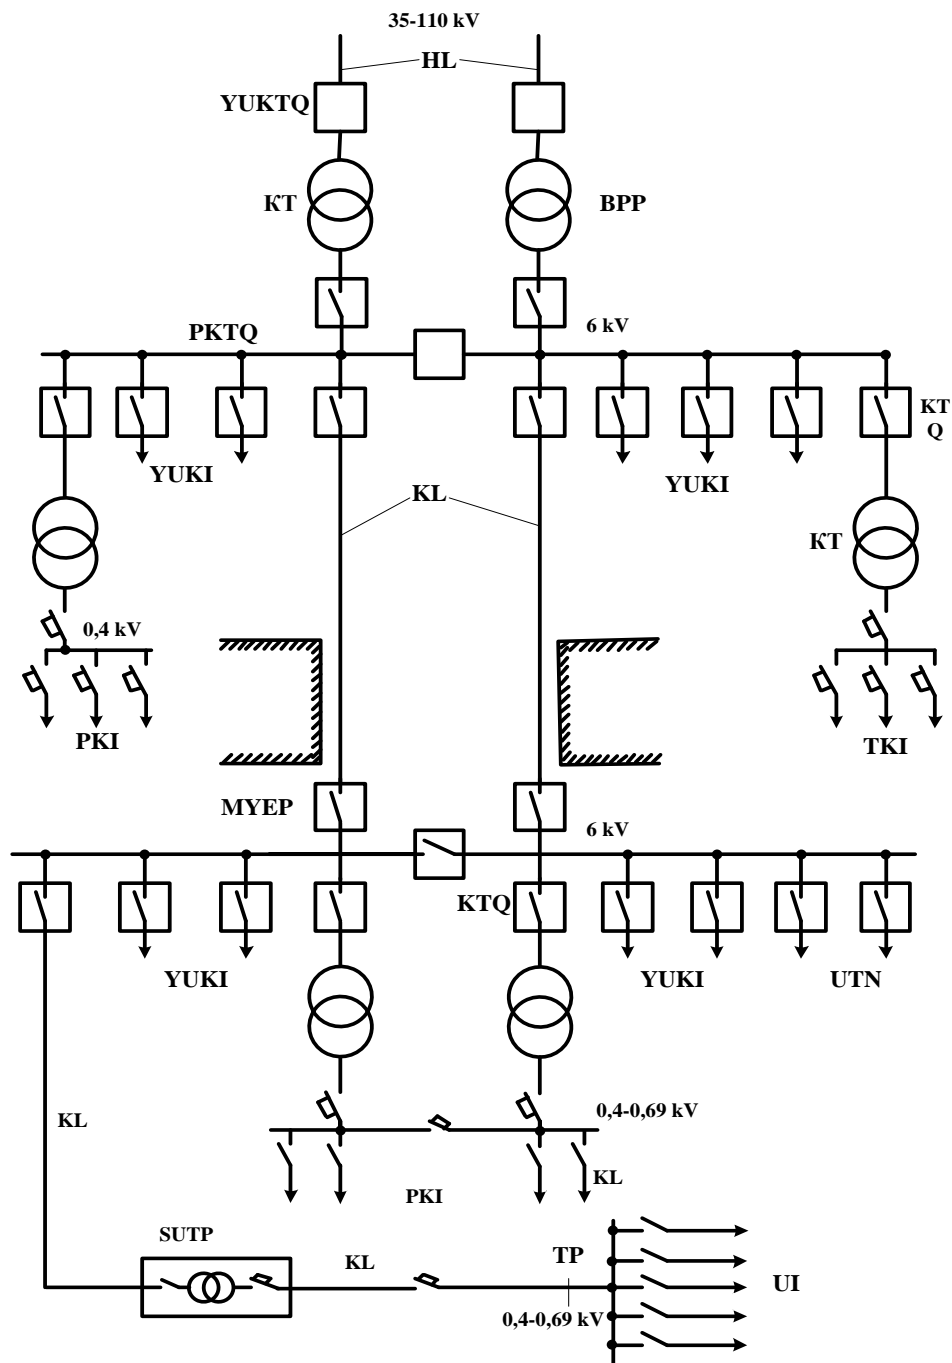 35-110 kV
HL
YUKTQ
КТ
BPP
PKTQ
6 kV
KT
Q
YUKI
YUKI
KL
КТ
0,4 kV
PKI
TKI
MYEP
6 kV
KTQ
YUKI
YUKI
UTN
KL
0,4-0,69 kV
KL
PKI
SUTP
KL
TP
UI
0,4-0,69 kV